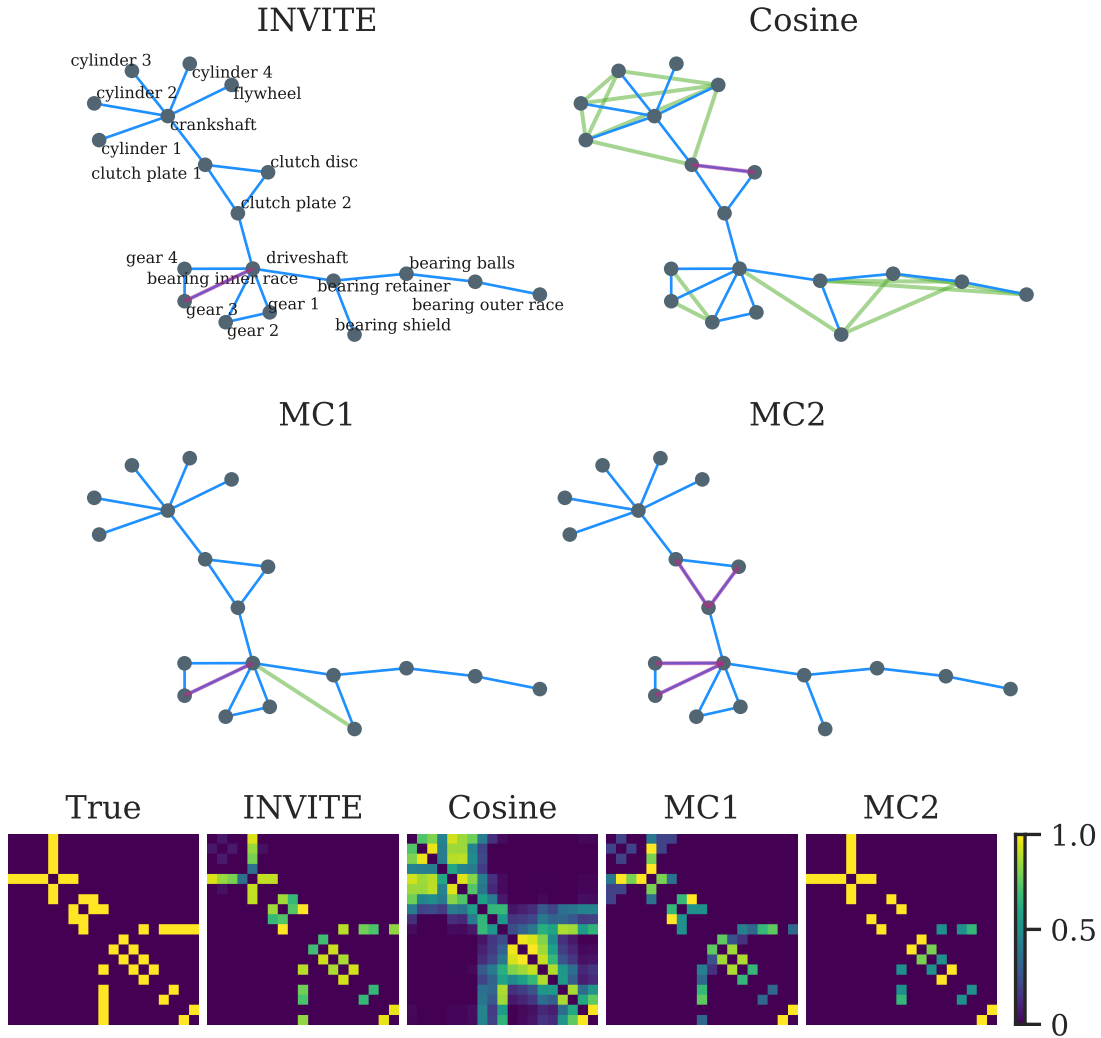 INVITE
Cosine
cylinder 3
cylinder 4
cylinder 2
flywheel
crankshaft
cylinder 1
clutch disc
clutch plate 1
clutch plate 2
gear 4
driveshaft
bearing balls
bearing inner race
bearing retainer
gear 3
gear 1
bearing outer race
gear 2
bearing shield
MC1
MC2
True
INVITE
Cosine
MC1
MC2
1.0
0.5
0